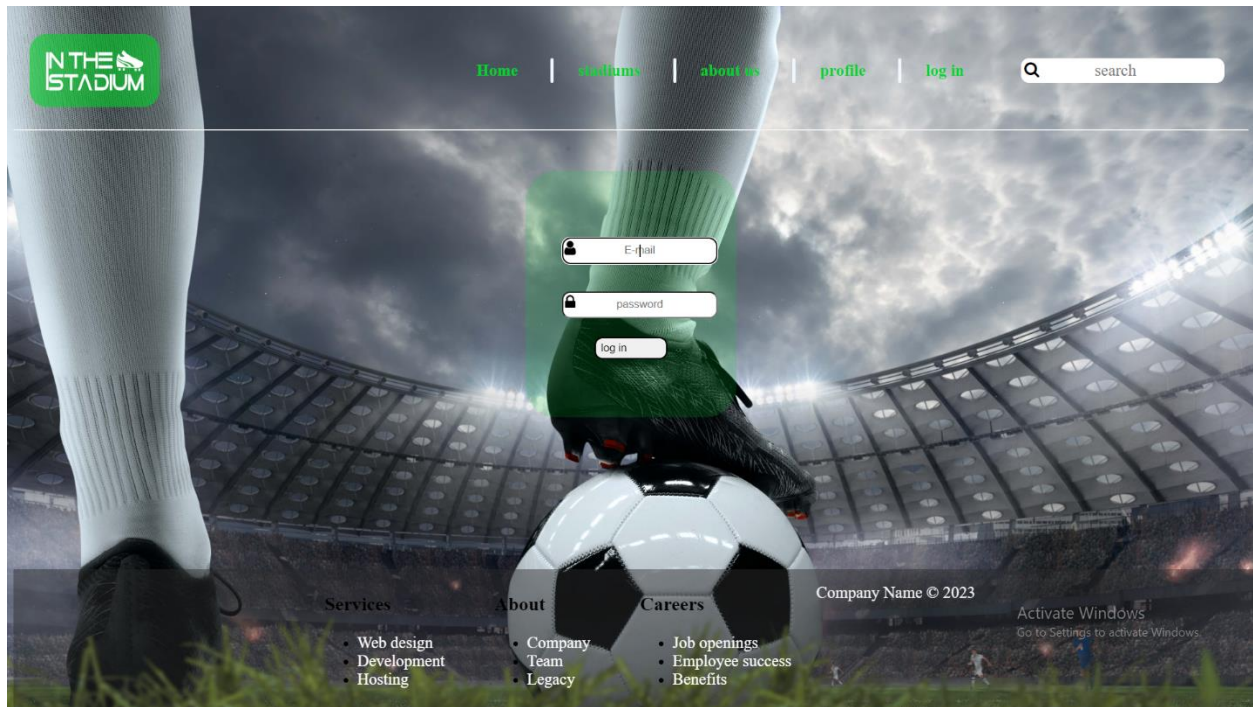 IN THE
STADIUM
Home
stadiums
about us
profile
log in
search
E-mail
password
log in
Services
Web design
Development
Hosting
About
Company
Team
Legacy
Careers
Job openings
Employee success
Benefits
Company Name © 2023
Activate Windows
Go to Settings to activate Windows.